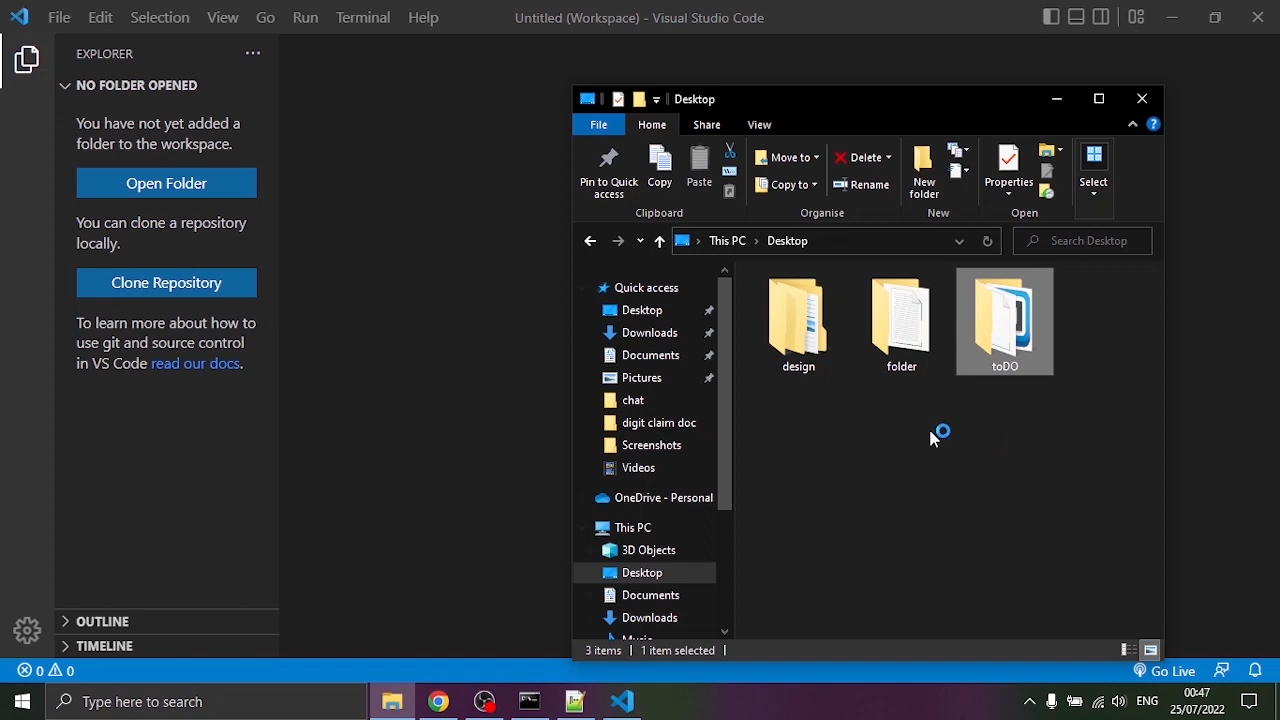 File Edit Selection View Go Run Terminal Help Untitled (Workspace) - Visual Studio Code
EXPLORER
NO FOLDER OPENED
You have not yet added a
folder to the workspace.
Open Folder
You can clone a repository
locally.
Clone Repository
To learn more about how to
use git and source control
in VS Code read our docs.
OUTLINE
TIMELINE
Desktop
File Home Share View
Pin to Quick
access
Copy
Paste
Move to
Copy to
Delete
Rename
New
folder
Properties
Select
Clipboard Organise New Open
This PC › Desktop
Search Desktop
Quick access
Desktop
Downloads
Documents
Pictures
chat
digit claim doc
Screenshots
Videos
OneDrive - Personal
This PC
3D Objects
Desktop
Documents
Downloads
design folder toDO
3 items 1 item selected
0 0 Go Live
Type here to search
ENG
00:47
25/07/2022